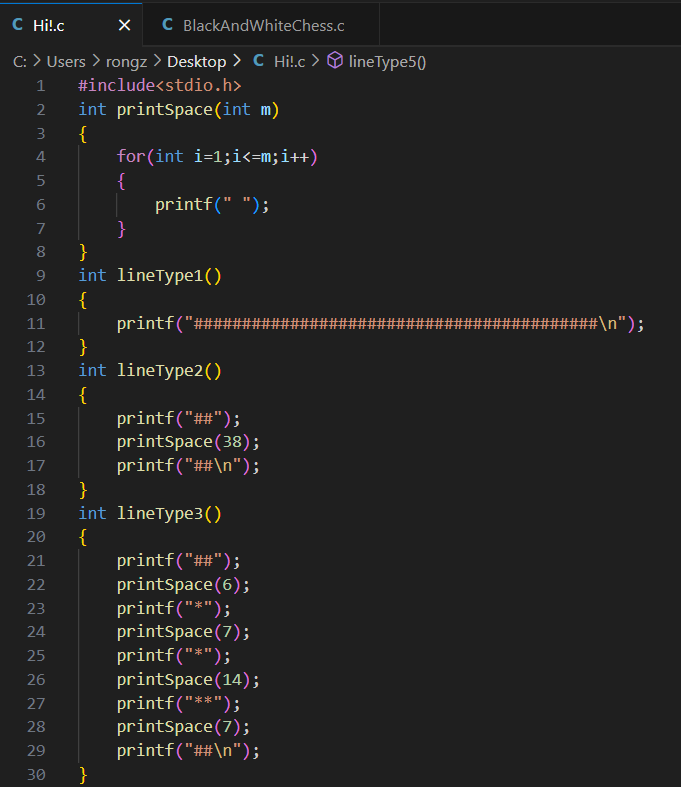 C Hi!.c × C BlackAndWhiteChess.c
C: > Users > rongz > Desktop > C Hi!.c > lineType5()
1 #include<stdio.h>
2 int printSpace(int m)
3 {
4     for(int i=1;i<=m;i++)
5     {
6         printf(" ");
7     }
8 }
9 int lineType1()
10 {
11     printf("##########################################\n");
12 }
13 int lineType2()
14 {
15     printf("##");
16     printSpace(38);
17     printf("##\n");
18 }
19 int lineType3()
20 {
21     printf("##");
22     printSpace(6);
23     printf("*");
24     printSpace(7);
25     printf("*");
26     printSpace(14);
27     printf("**");
28     printSpace(7);
29     printf("##\n");
30 }